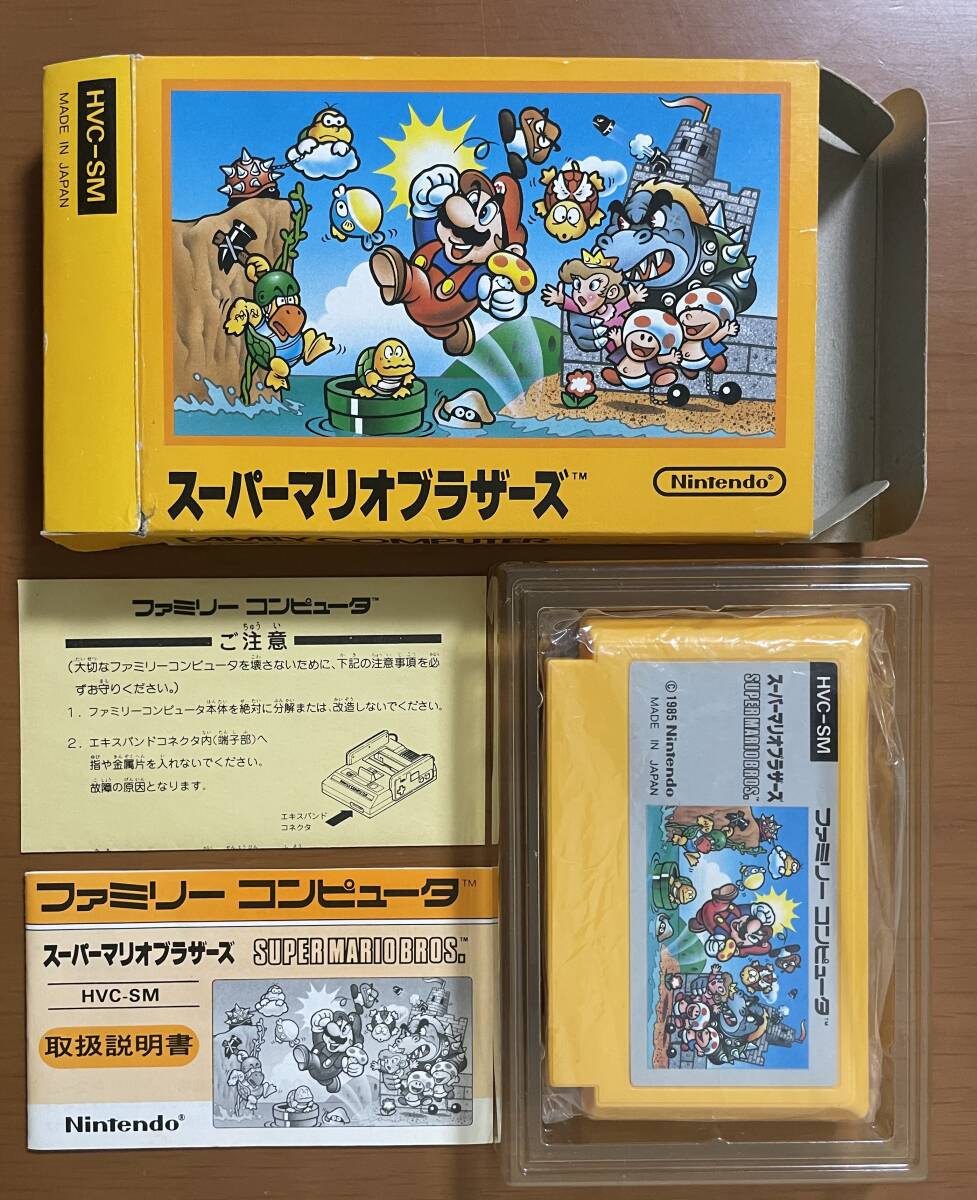 HVC-SM
MADE IN JAPAN
スーパーマリオブラザーズ™
Nintendo®
FAMILY COMPUTER™
ファミリー コンピュータ™
ちゅう い
ご注意
(大切なファミリーコンピュータを壊さないために、下記の注意事項を必
ずお守りください。)
1. ファミリーコンピュータ本体を絶対に分解または、改造しないでください。
2. エキスパンドコネクタ内(端子部)へ
指や金属片を入れないでください。
故障の原因となります。
エキスパンド
コネクタ
ファミリー コンピュータ™
スーパーマリオブラザーズ SUPER MARIO BROS.™
HVC-SM
取扱説明書
Nintendo®
HVC-SM
スーパーマリオブラザーズ
SUPER MARIO BROS.™
©1985 Nintendo
MADE IN JAPAN
ファミリー コンピュータ™